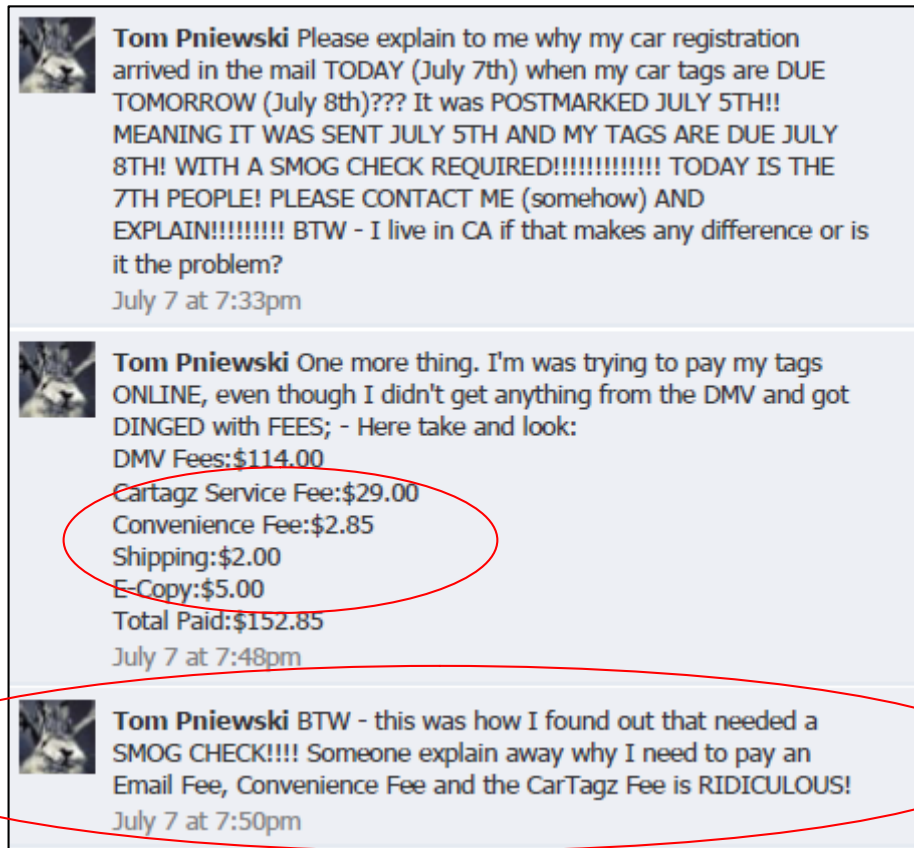 Tom Pniewski Please explain to me why my car registration
arrived in the mail TODAY (July 7th) when my car tags are DUE
TOMORROW (July 8th)??? It was POSTMARKED JULY 5TH!!
MEANING IT WAS SENT JULY 5TH AND MY TAGS ARE DUE JULY
8TH! WITH A SMOG CHECK REQUIRED!!!!!!!!!!!!! TODAY IS THE
7TH PEOPLE! PLEASE CONTACT ME (somehow) AND
EXPLAIN!!!!!!!!! BTW - I live in CA if that makes any difference or is
it the problem?
July 7 at 7:33pm
Tom Pniewski One more thing. I'm was trying to pay my tags
ONLINE, even though I didn't get anything from the DMV and got
DINGED with FEES; - Here take and look:
DMV Fees:$114.00
Cartagz Service Fee:$29.00
Convenience Fee:$2.85
Shipping:$2.00
E-Copy:$5.00
Total Paid:$152.85
July 7 at 7:48pm
Tom Pniewski BTW - this was how I found out that needed a
SMOG CHECK!!!! Someone explain away why I need to pay an
Email Fee, Convenience Fee and the CarTagz Fee is RIDICULOUS!
July 7 at 7:50pm